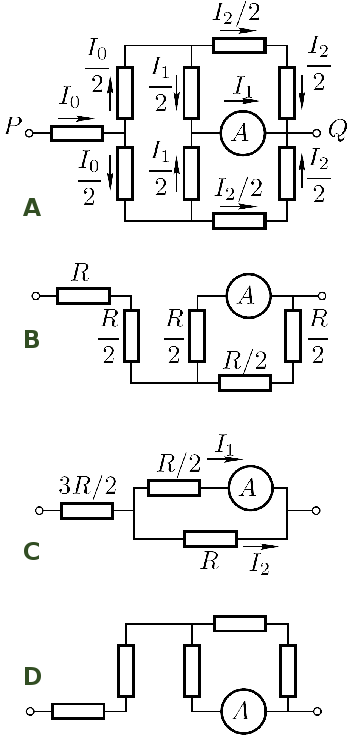 I_2/2
I_0/2 I_1/2 I_1 I_2/2
I_0
P A Q
I_0/2 I_1/2 I_2/2 I_2/2
A
R A
R/2 R/2 R/2
B R/2
R/2 I_1
3R/2 A
C R I_2
D
A